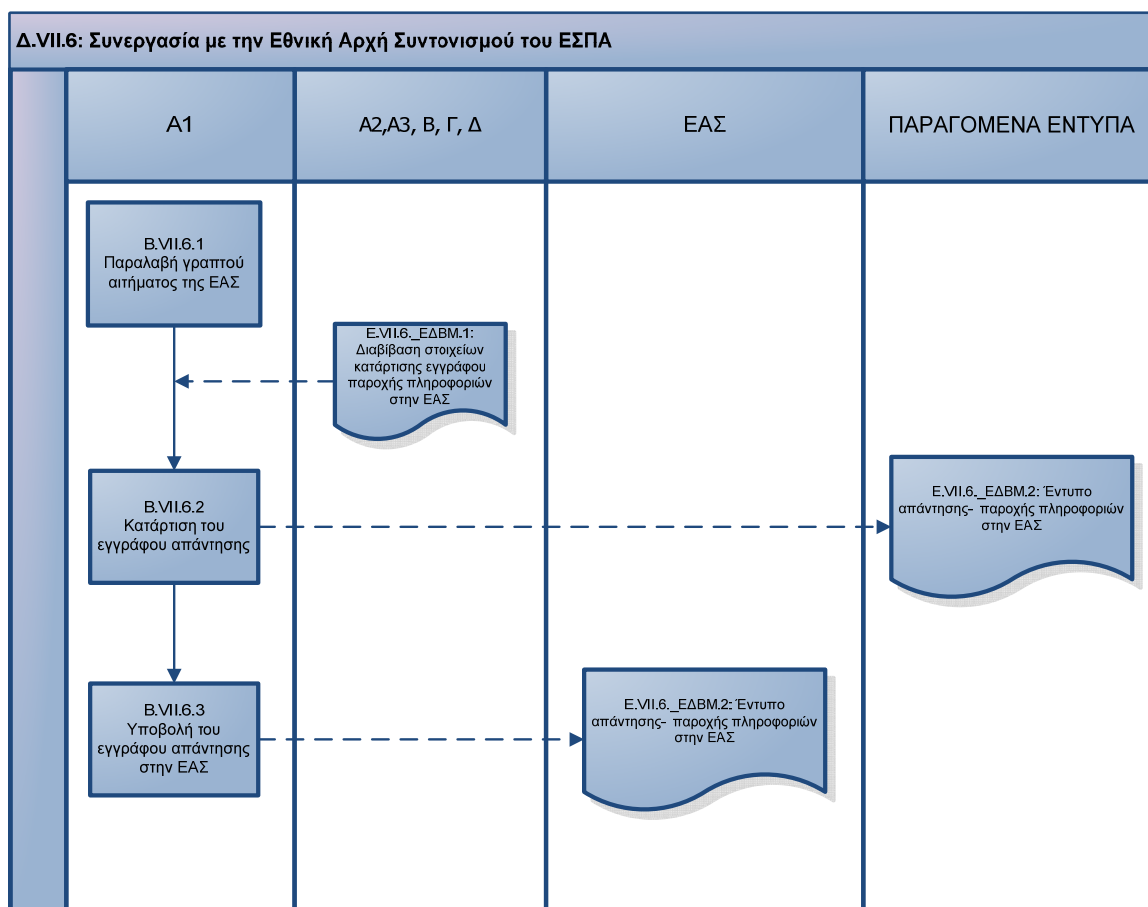 Δ.VII.6: Συνεργασία με την Εθνική Αρχή Συντονισμού του ΕΣΠΑ
Α1
Α2,Α3, Β, Γ, Δ
ΕΑΣ
ΠΑΡΑΓΟΜΕΝΑ ΕΝΤΥΠΑ
Β.VII.6.1
Παραλαβή γραπτού
αιτήματος της ΕΑΣ
Ε.VII.6._ΕΔΒΜ.1:
Διαβίβαση στοιχείων
κατάρτισης εγγράφου
παροχής πληροφοριών
στην ΕΑΣ
Β.VII.6.2
Κατάρτιση του
εγγράφου απάντησης
Ε.VII.6._ΕΔΒΜ.2: Έντυπο
απάντησης- παροχής πληροφοριών
στην ΕΑΣ
Β.VII.6.3
Υποβολή του
εγγράφου απάντησης
στην ΕΑΣ
Ε.VII.6._ΕΔΒΜ.2: Έντυπο
απάντησης- παροχής πληροφοριών
στην ΕΑΣ